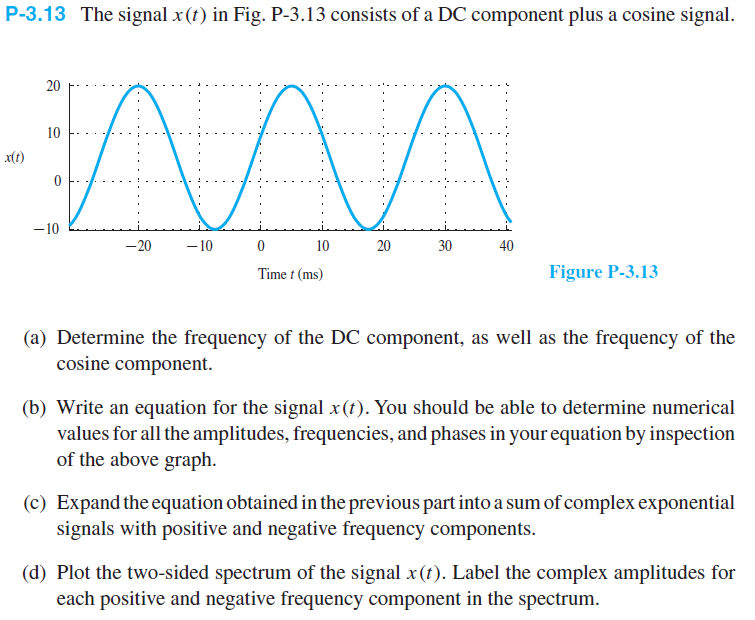 P-3.13 The signal x(t) in Fig. P-3.13 consists of a DC component plus a cosine signal.
20
10
x(t)
0
−10
−20 −10 0 10 20 30 40
Time t (ms)
Figure P-3.13
(a) Determine the frequency of the DC component, as well as the frequency of the
cosine component.
(b) Write an equation for the signal x(t). You should be able to determine numerical
values for all the amplitudes, frequencies, and phases in your equation by inspection
of the above graph.
(c) Expand the equation obtained in the previous part into a sum of complex exponential
signals with positive and negative frequency components.
(d) Plot the two-sided spectrum of the signal x(t). Label the complex amplitudes for
each positive and negative frequency component in the spectrum.